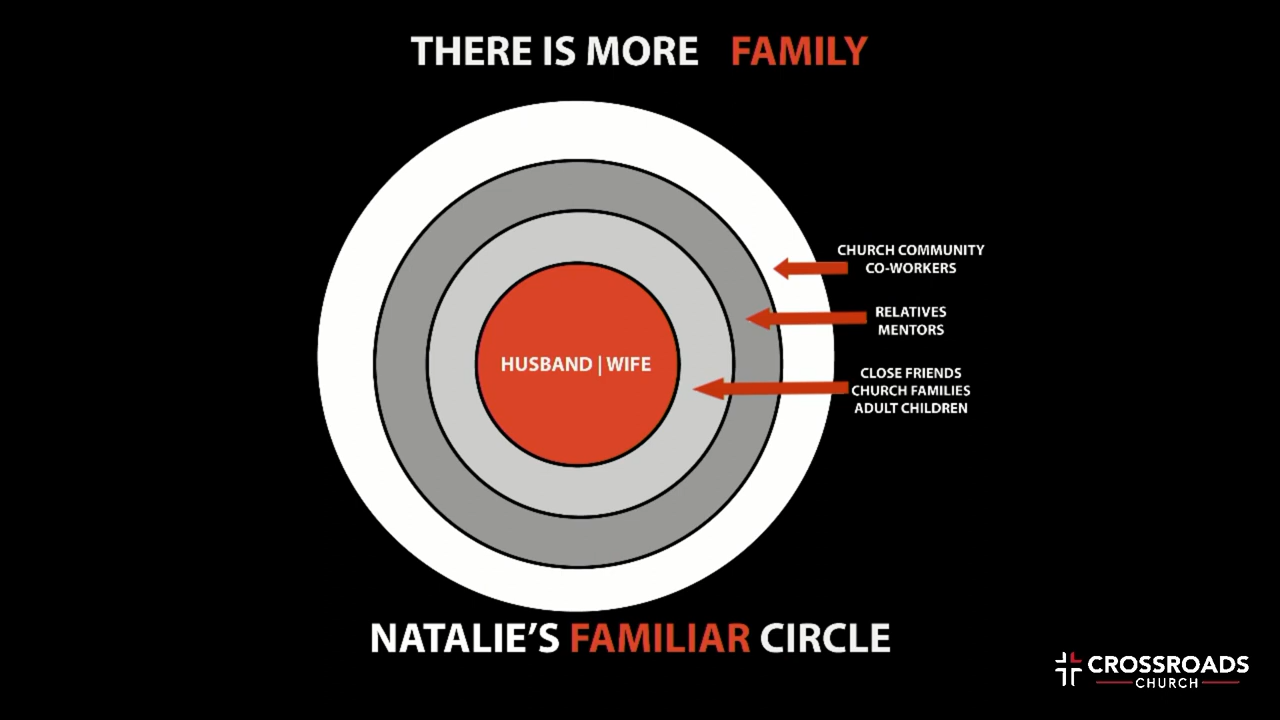 THERE IS MORE FAMILY
CHURCH COMMUNITY
CO-WORKERS
RELATIVES
MENTORS
HUSBAND | WIFE
CLOSE FRIENDS
CHURCH FAMILIES
ADULT CHILDREN
NATALIE'S FAMILIAR CIRCLE
CROSSROADS
CHURCH